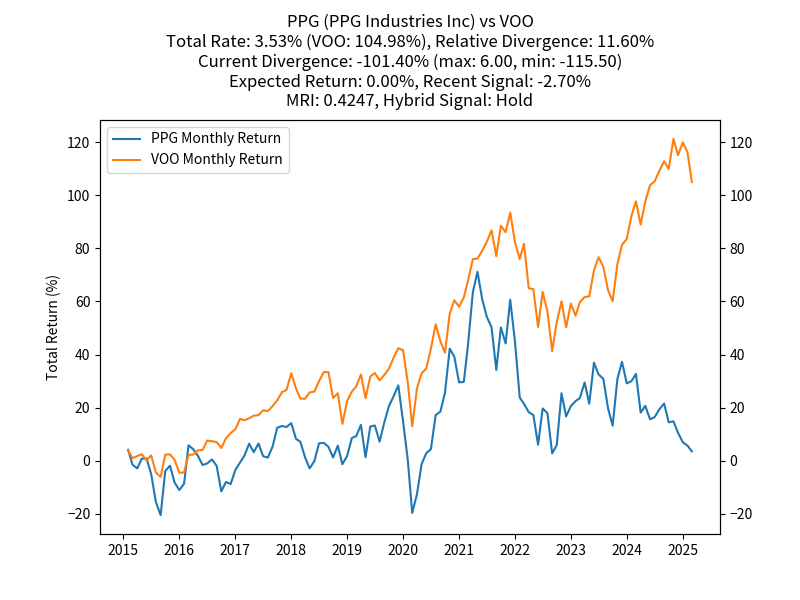 PPG (PPG Industries Inc) vs VOO
Total Rate: 3.53% (VOO: 104.98%), Relative Divergence: 11.60%
Current Divergence: -101.40% (max: 6.00, min: -115.50)
Expected Return: 0.00%, Recent Signal: -2.70%
MRI: 0.4247, Hybrid Signal: Hold
PPG Monthly Return
VOO Monthly Return
Total Return (%)
120
100
80
60
40
20
0
−20
120
100
80
60
40
20
0
−20
2015 2016 2017 2018 2019 2020 2021 2022 2023 2024 2025